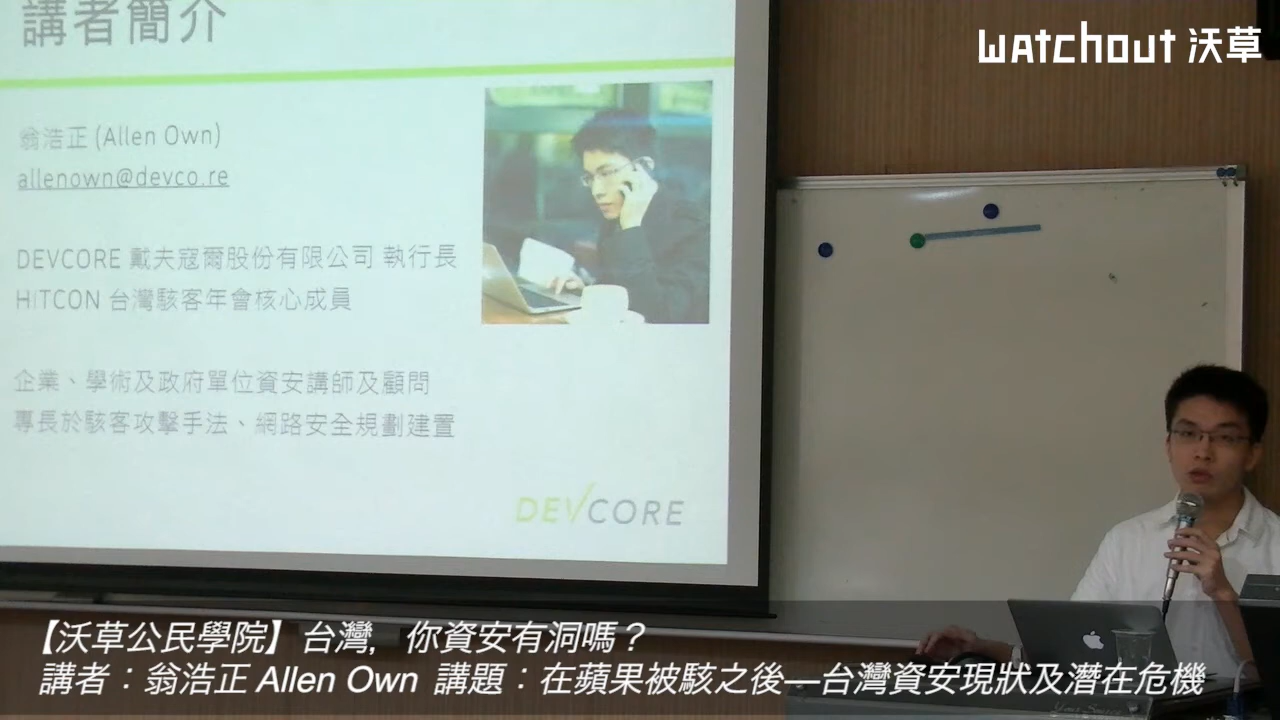 講者簡介
WATCHOUT 沃草
翁浩正 (Allen Own)
allenown@devco.re
DEVCORE 戴夫寇爾股份有限公司 執行長
HITCON 台灣駭客年會核心成員
企業、學術及政府單位資安講師及顧問
專長於駭客攻擊手法、網路安全規劃建置
DEVCORE
【沃草公民學院】台灣，你資安有洞嗎？
講者：翁浩正 Allen Own 講題：在蘋果被駭之後—台灣資安現狀及潛在危機